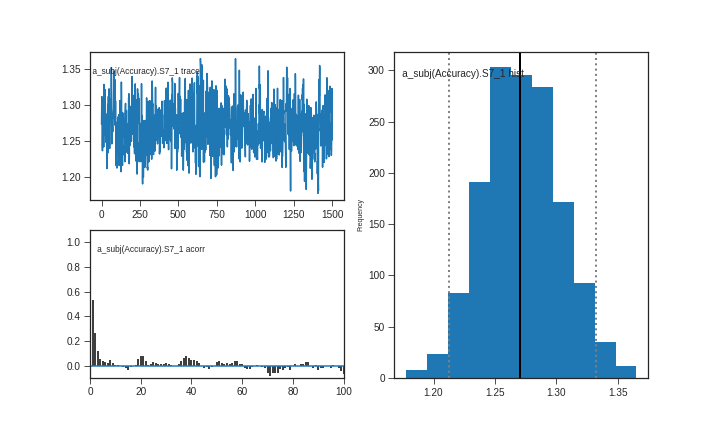 a_subj(Accuracy).S7_1 trace
1.35
1.30
1.25
1.20
0 250 500 750 1000 1250 1500
a_subj(Accuracy).S7_1 acorr
1.0
0.8
0.6
0.4
0.2
0.0
0 20 40 60 80 100
a_subj(Accuracy).S7_1 hist
Frequency
300
250
200
150
100
50
0
1.20 1.25 1.30 1.35